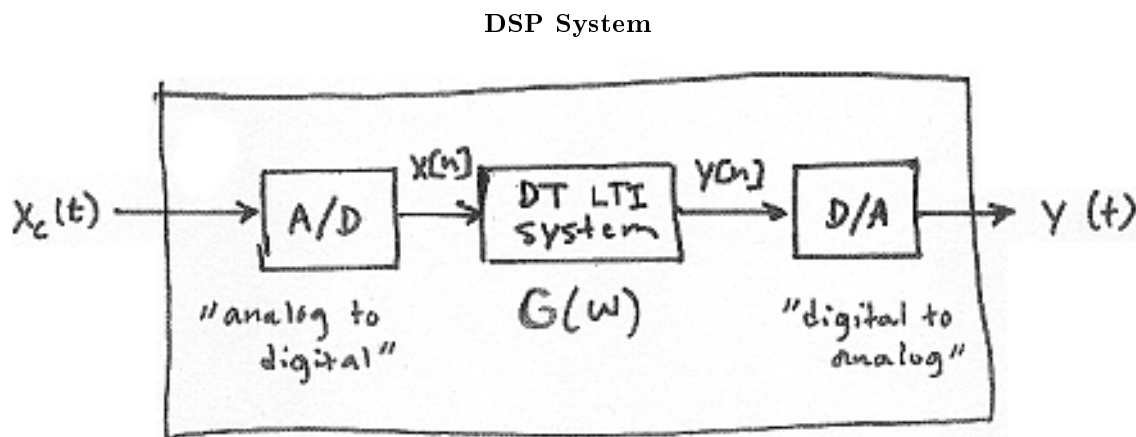 DSP System
X[n]
Y[n]
Xc(t)
A/D
DT LTI
system
D/A
Y(t)
G(ω)
"analog to
digital"
"digital to
analog"